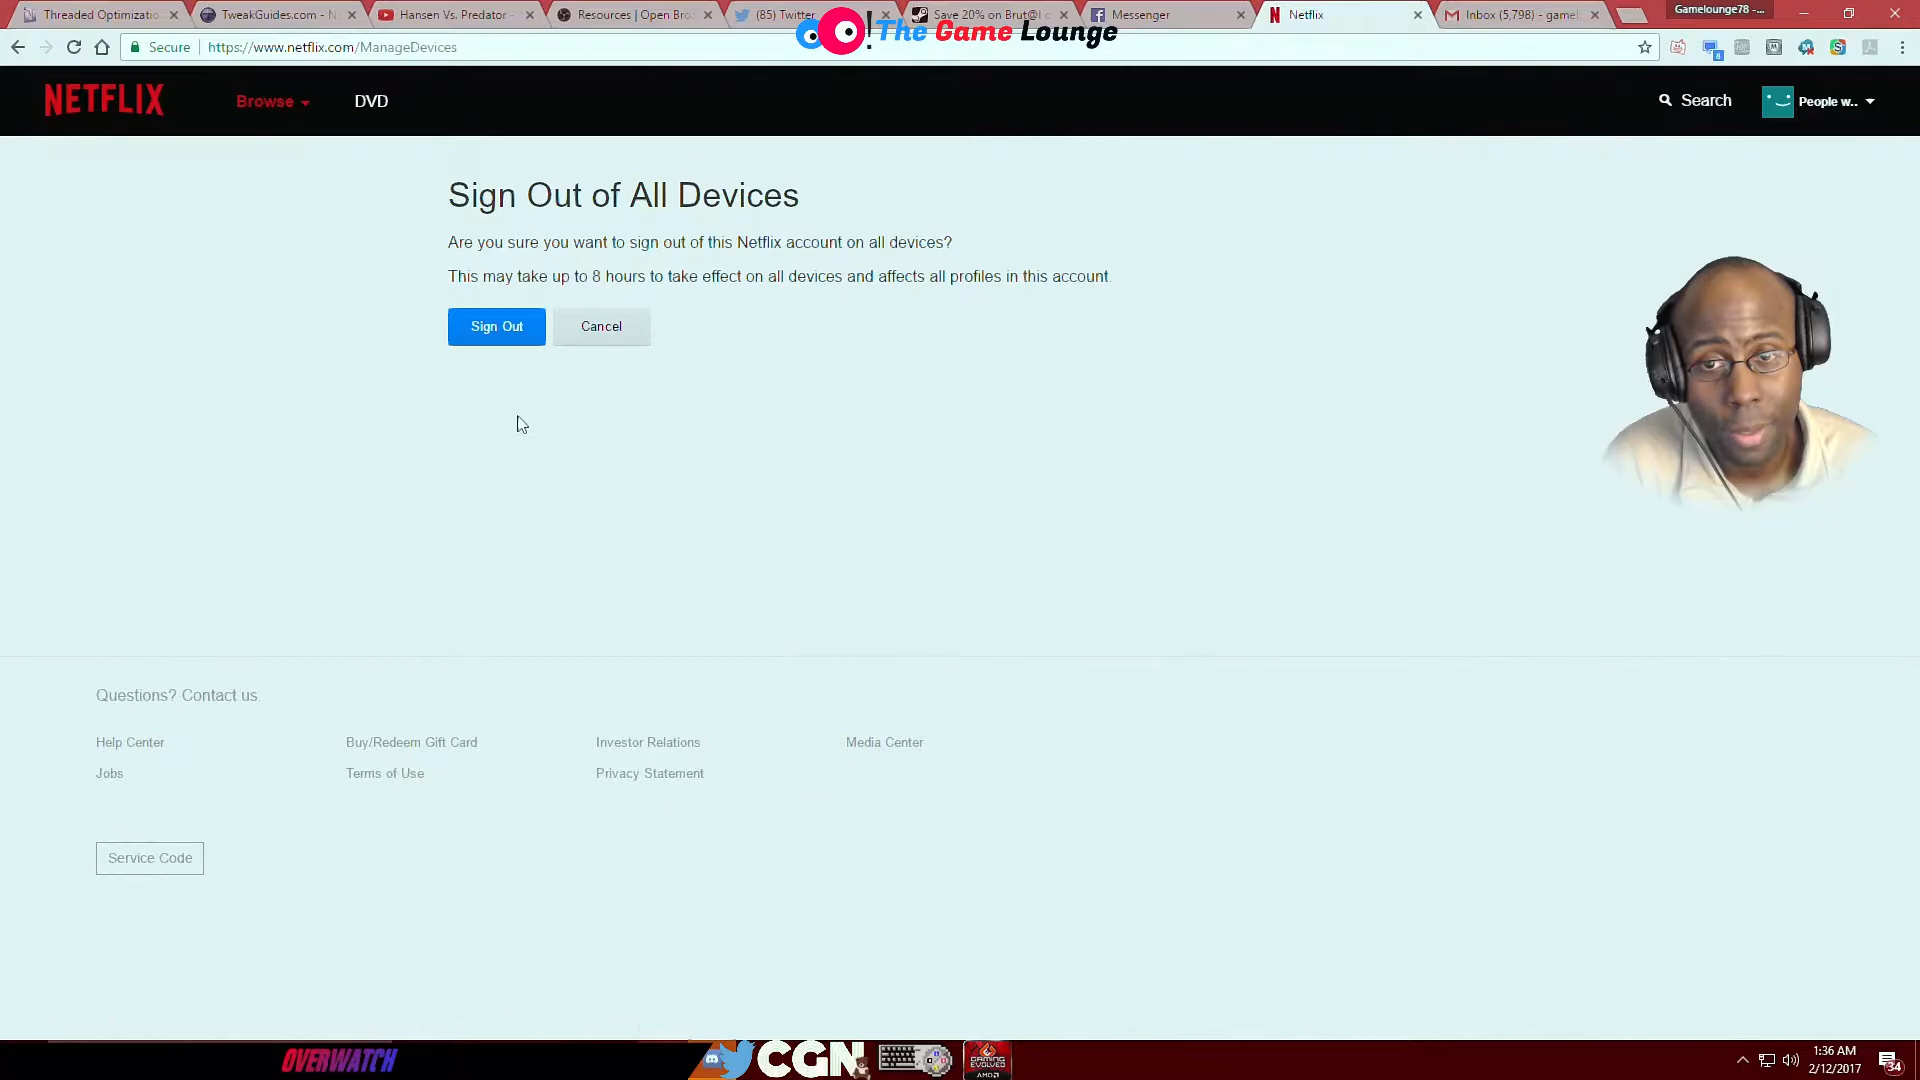 Threaded Optimizatio
TweakGuides.com - N
Hansen Vs. Predator -
Resources | Open Bro
(85) Twitter
Save 20% on Brut@l o
Messenger
Netflix
Inbox (5,798) - gamel
Gamelounge78 -...
The Game Lounge
Secure
https://www.netflix.com/ManageDevices
NETFLIX
Browse
DVD
Search
People w..
Sign Out of All Devices
Are you sure you want to sign out of this Netflix account on all devices?
This may take up to 8 hours to take effect on all devices and affects all profiles in this account.
Sign Out
Cancel
Questions? Contact us.
Help Center
Buy/Redeem Gift Card
Investor Relations
Media Center
Jobs
Terms of Use
Privacy Statement
Service Code
OVERWATCH
CGN
GAMING
EVOLVED
AMD
1:36 AM
2/12/2017
34